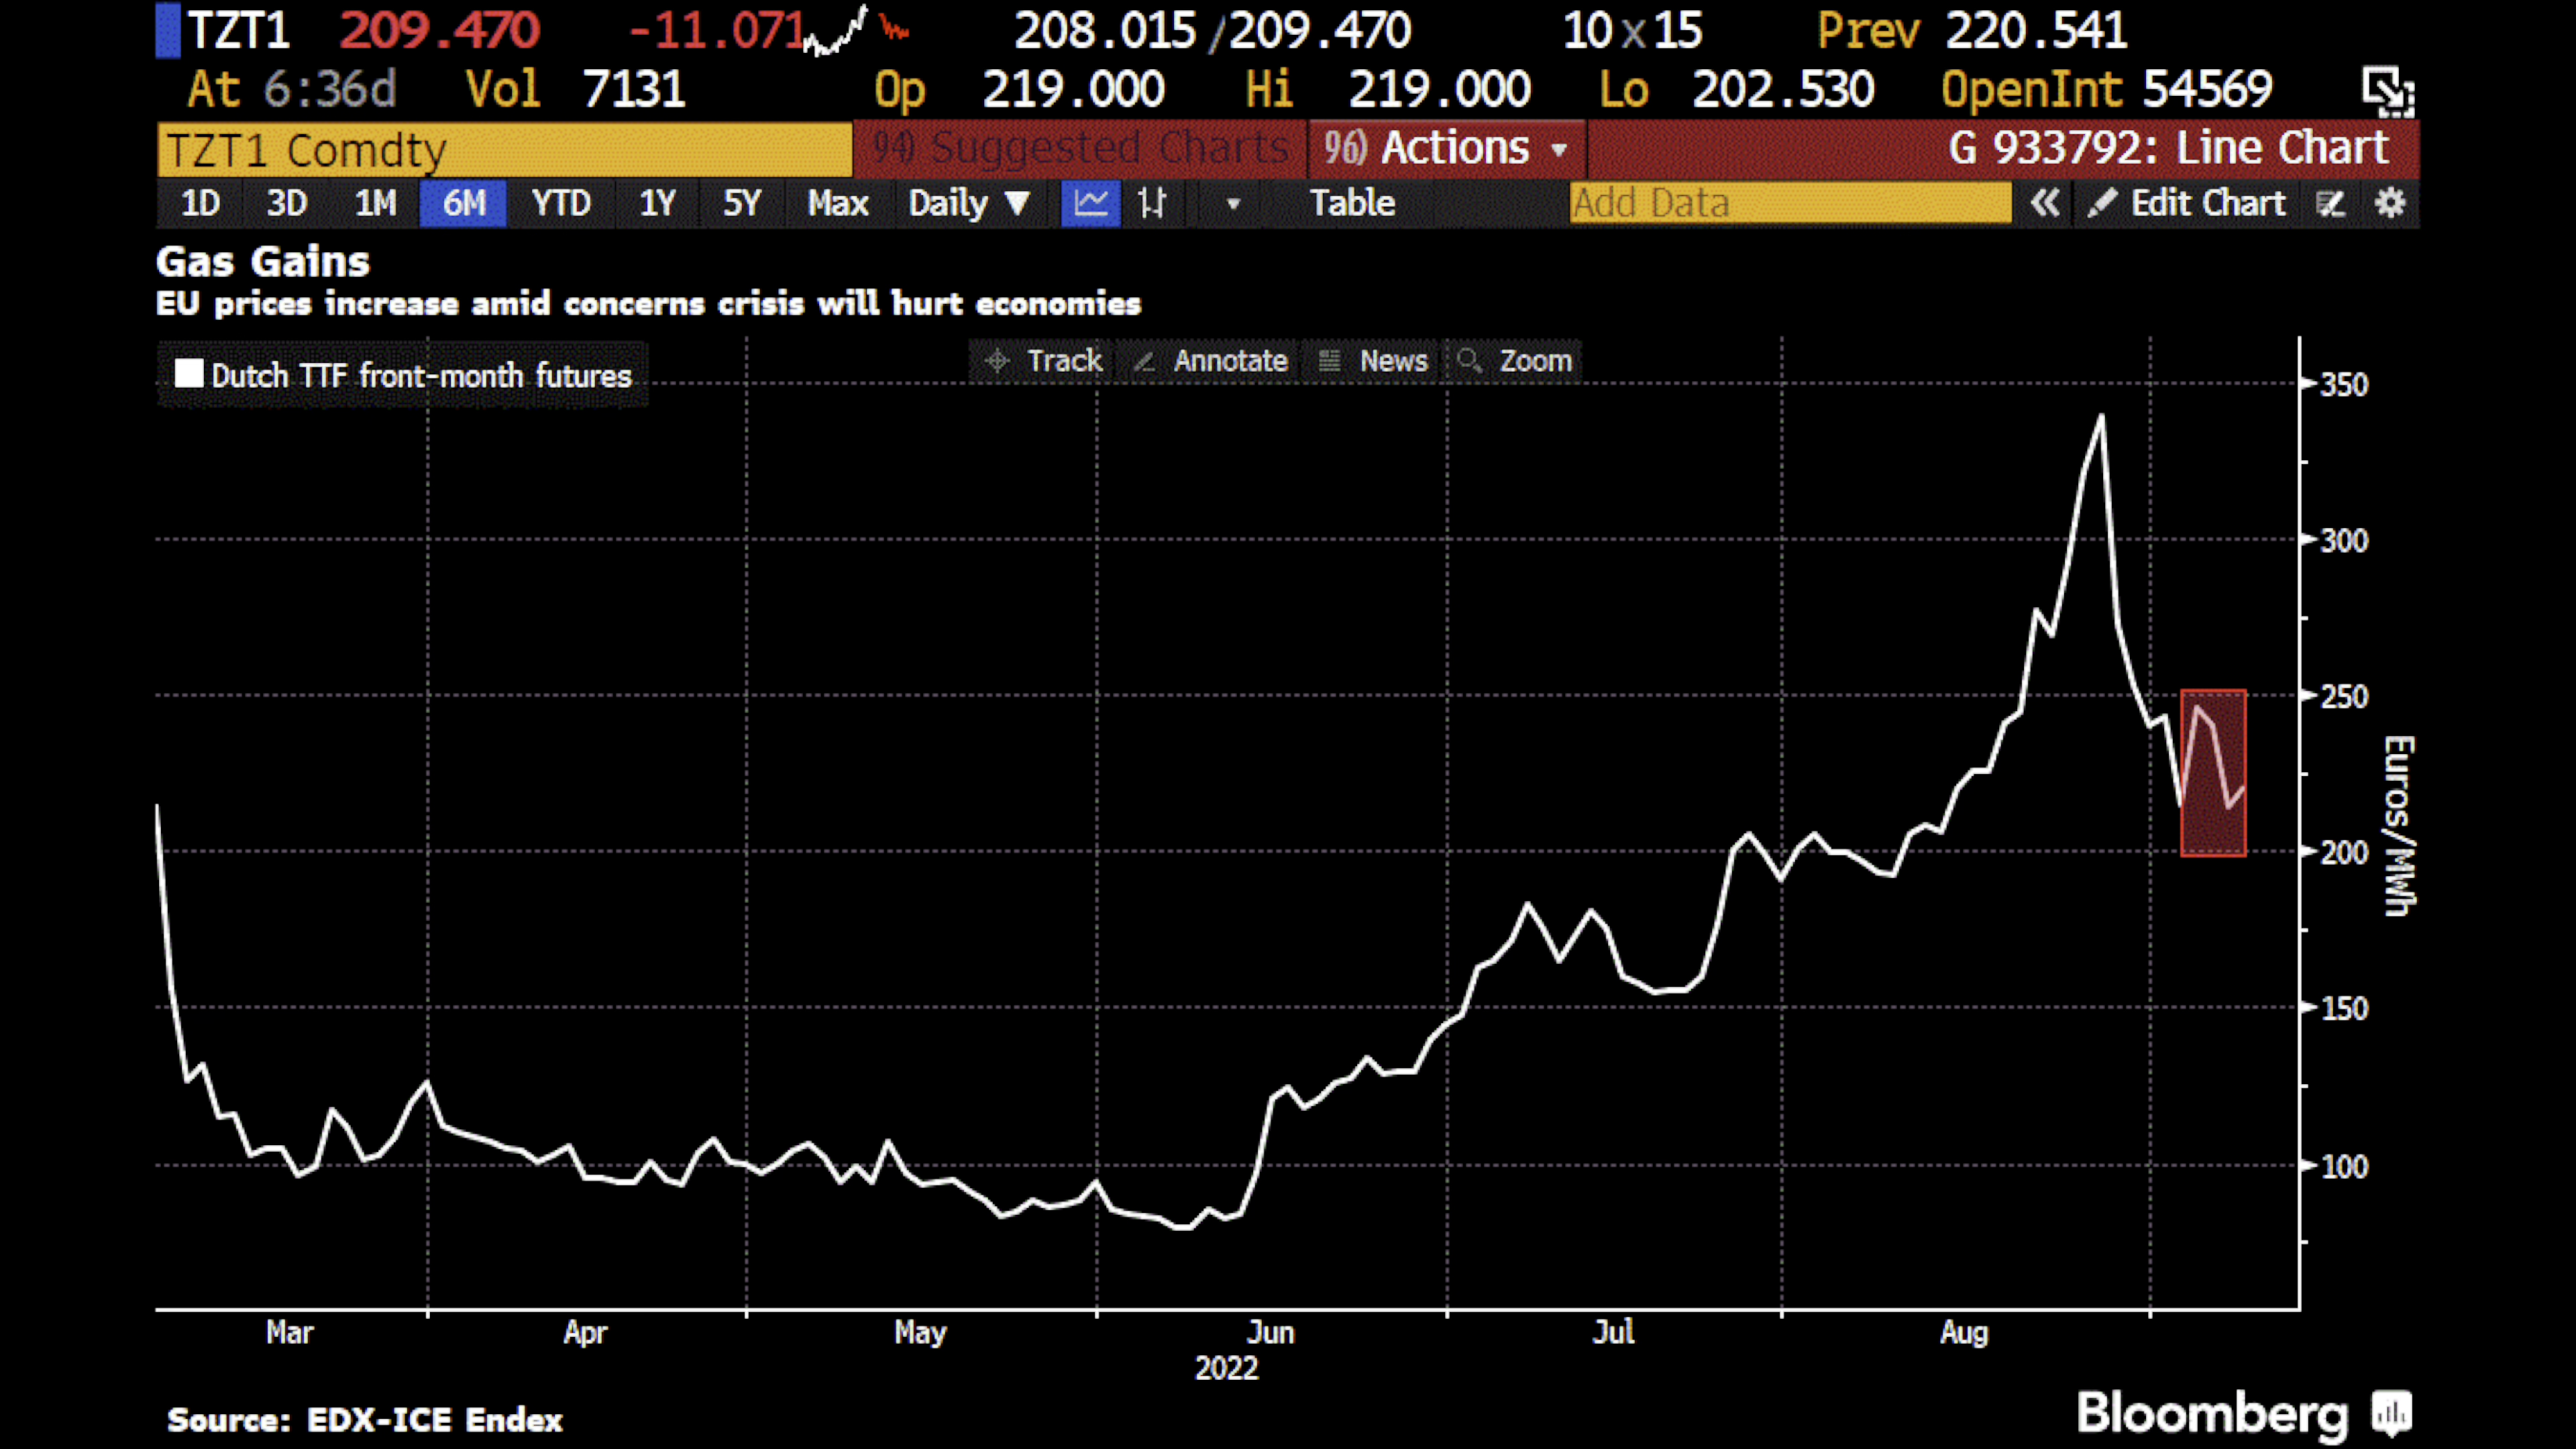 TZT1 209.470 -11.071 208.015/209.470 10x15 Prev 220.541
At 6:36d Vol 7131 Op 219.000 Hi 219.000 Lo 202.530 OpenInt 54569
TZT1 Comdty 94) Suggested Charts 96) Actions G 933792: Line Chart
1D 3D 1M 6M YTD 1Y 5Y Max Daily Table Add Data Edit Chart
Gas Gains
EU prices increase amid concerns crisis will hurt economies
Track Annotate News Zoom
Dutch TTF front-month futures
350
300
250
200
150
100
Euros/MWh
Mar Apr May Jun Jul Aug
2022
Source: EDX-ICE Endex
Bloomberg